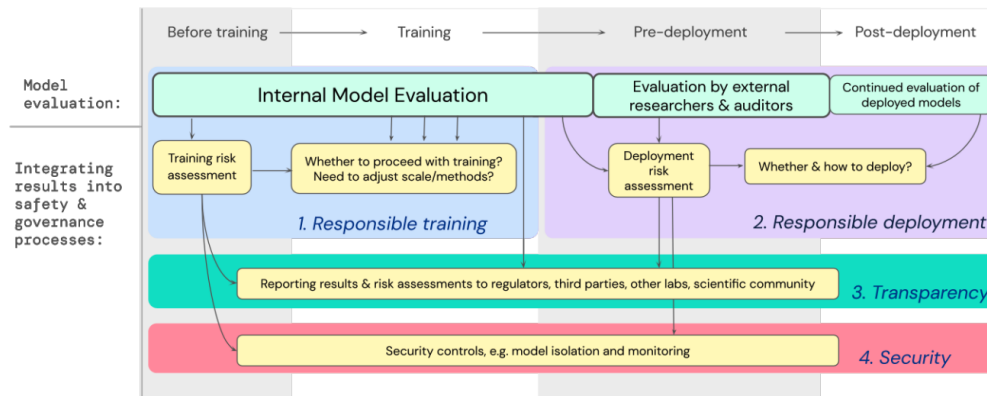 Before training
Training
Pre-deployment
Post-deployment
Model
evaluation:
Internal Model Evaluation
Evaluation by external
researchers & auditors
Continued evaluation of
deployed models
Integrating
results into
safety &
governance
processes:
Training risk
assessment
Whether to proceed with training?
Need to adjust scale/methods?
Deployment
risk
assessment
Whether & how to deploy?
1. Responsible training
2. Responsible deployment
Reporting results & risk assessments to regulators, third parties, other labs, scientific community
3. Transparency
Security controls, e.g. model isolation and monitoring
4. Security